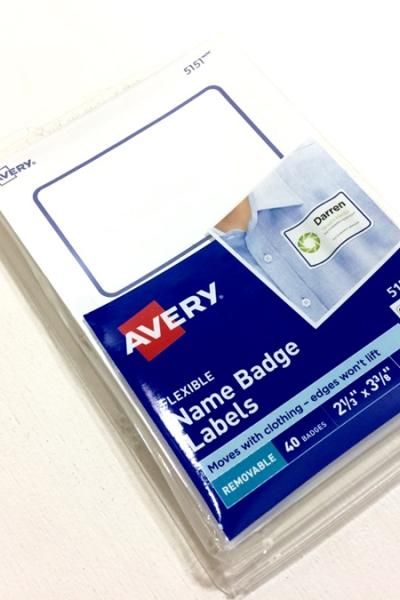 5151
AVERY
Darren
AVERY
FLEXIBLE
Name Badge
Labels
Moves with clothing – edges won't lift
REMOVABLE
40 BADGES
2⅓" x 3⅜"